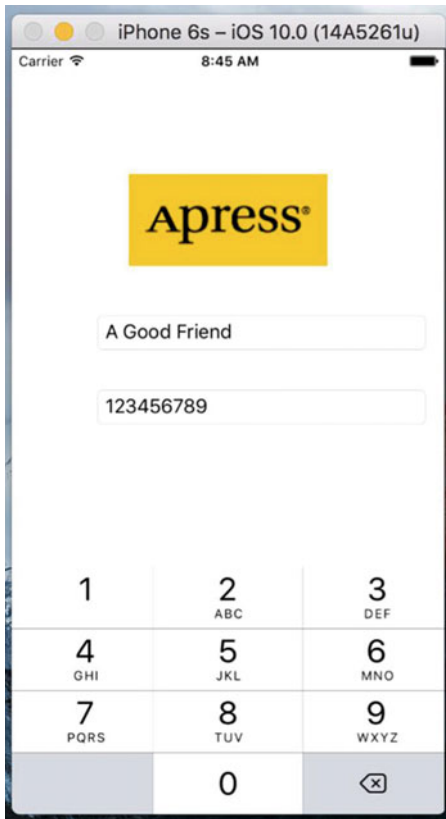 iPhone 6s – iOS 10.0 (14A5261u)
Carrier 8:45 AM
Apress®
A Good Friend
123456789
1 2 3
ABC DEF
4 5 6
GHI JKL MNO
7 8 9
PQRS TUV WXYZ
0